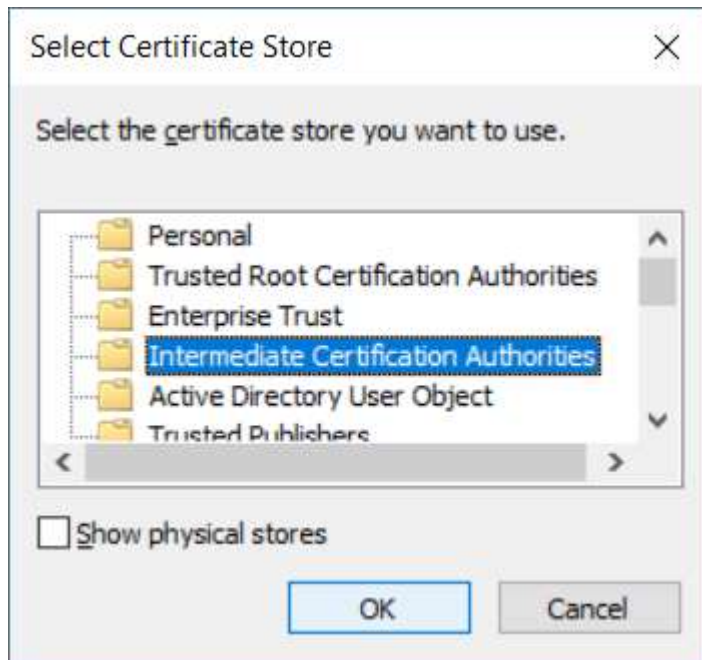 Select Certificate Store
Select the certificate store you want to use.
Personal
Trusted Root Certification Authorities
Enterprise Trust
Intermediate Certification Authorities
Active Directory User Object
Trusted Publishers
Show physical stores
OK Cancel